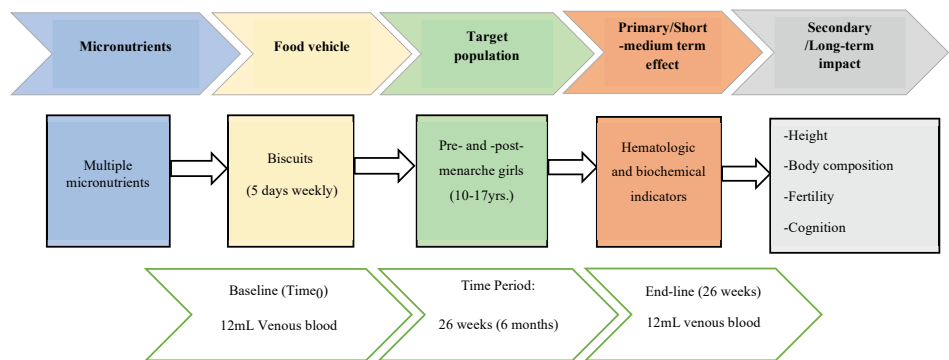 Micronutrients
Food vehicle
Target
population
Primary/Short
-medium term
effect
Secondary
/Long-term
impact
Multiple
micronutrients
Biscuits
(5 days weekly)
Pre- and -post-
menarche girls
(10-17yrs.)
Hematologic
and biochemical
indicators
-Height
-Body composition
-Fertility
-Cognition
Baseline (Time0)
12mL Venous blood
Time Period:
26 weeks (6 months)
End-line (26 weeks)
12mL venous blood